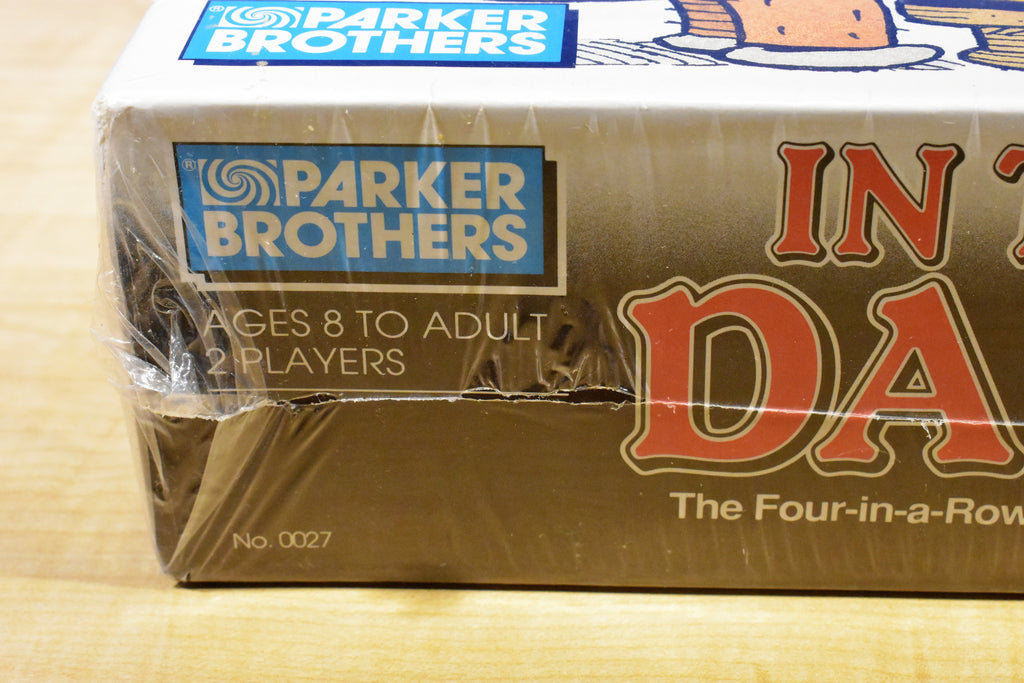 ® PARKER
BROTHERS
® PARKER
BROTHERS
IN
DA
AGES 8 TO ADULT
2 PLAYERS
The Four-in-a-Row
No. 0027